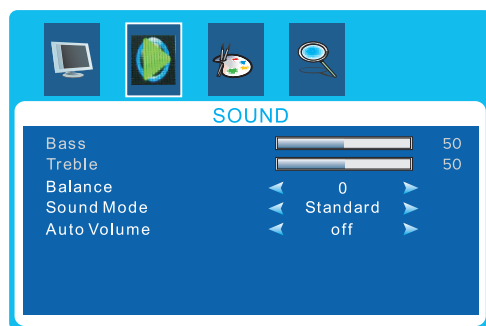 SOUND
Bass 50
Treble 50
Balance 0
Sound Mode Standard
Auto Volume off